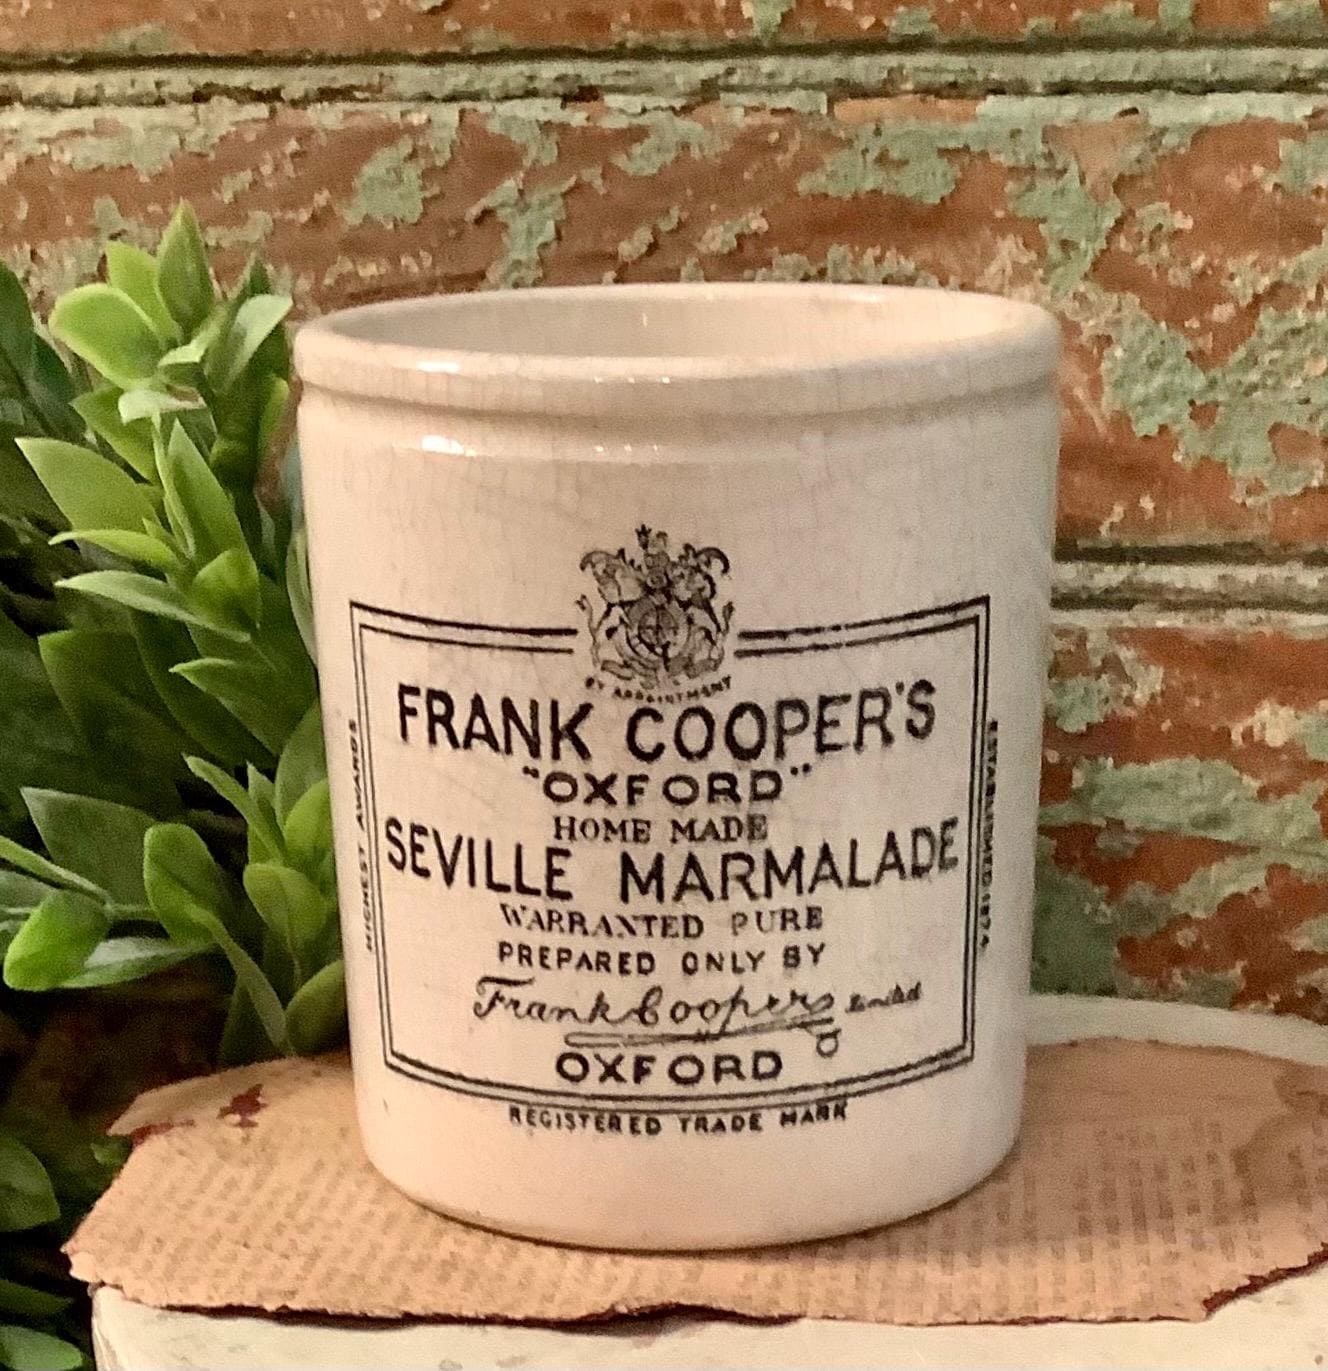 BY APPOINTMENT
FRANK COOPER'S
"OXFORD"
HOME MADE
SEVILLE MARMALADE
WARRANTED PURE
PREPARED ONLY BY
Frank Coopers Limited
OXFORD
REGISTERED TRADE MARK
HIGHEST AWARDS
ESTABLISHED 1874